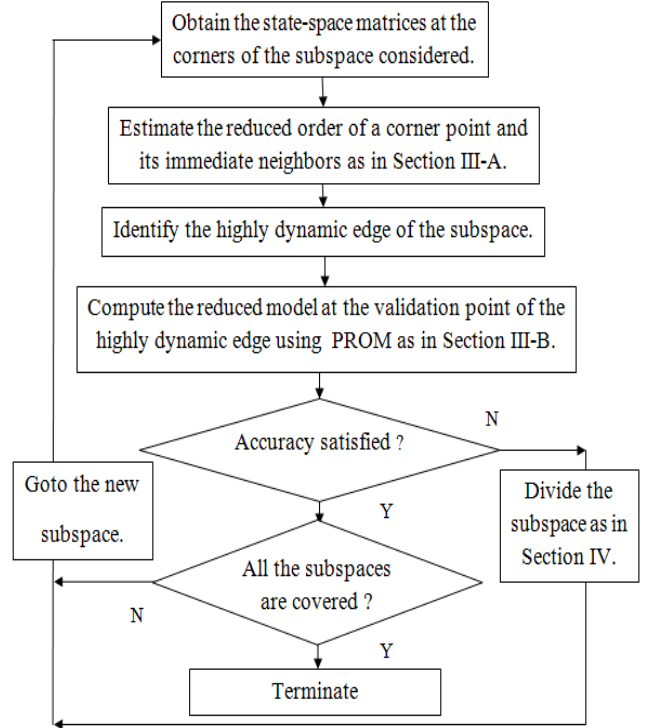 Obtain the state-space matrices at the
corners of the subspace considered.
Estimate the reduced order of a corner point and
its immediate neighbors as in Section III-A.
Identify the highly dynamic edge of the subspace.
Compute the reduced model at the validation point of the
highly dynamic edge using PROM as in Section III-B.
Accuracy satisfied ?
N
Y
Divide the
subspace as in
Section IV.
Goto the new
subspace.
All the subspaces
are covered ?
N
Y
Terminate